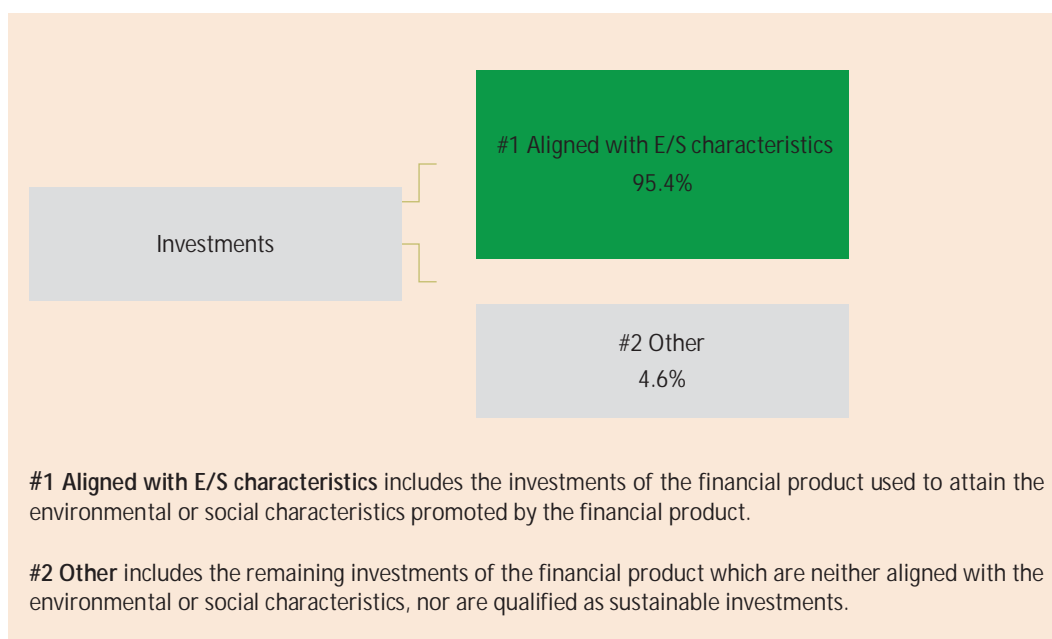 #1 Aligned with E/S characteristics
95.4%
Investments
#2 Other
4.6%
#1 Aligned with E/S characteristics includes the investments of the financial product used to attain the
environmental or social characteristics promoted by the financial product.
#2 Other includes the remaining investments of the financial product which are neither aligned with the
environmental or social characteristics, nor are qualified as sustainable investments.